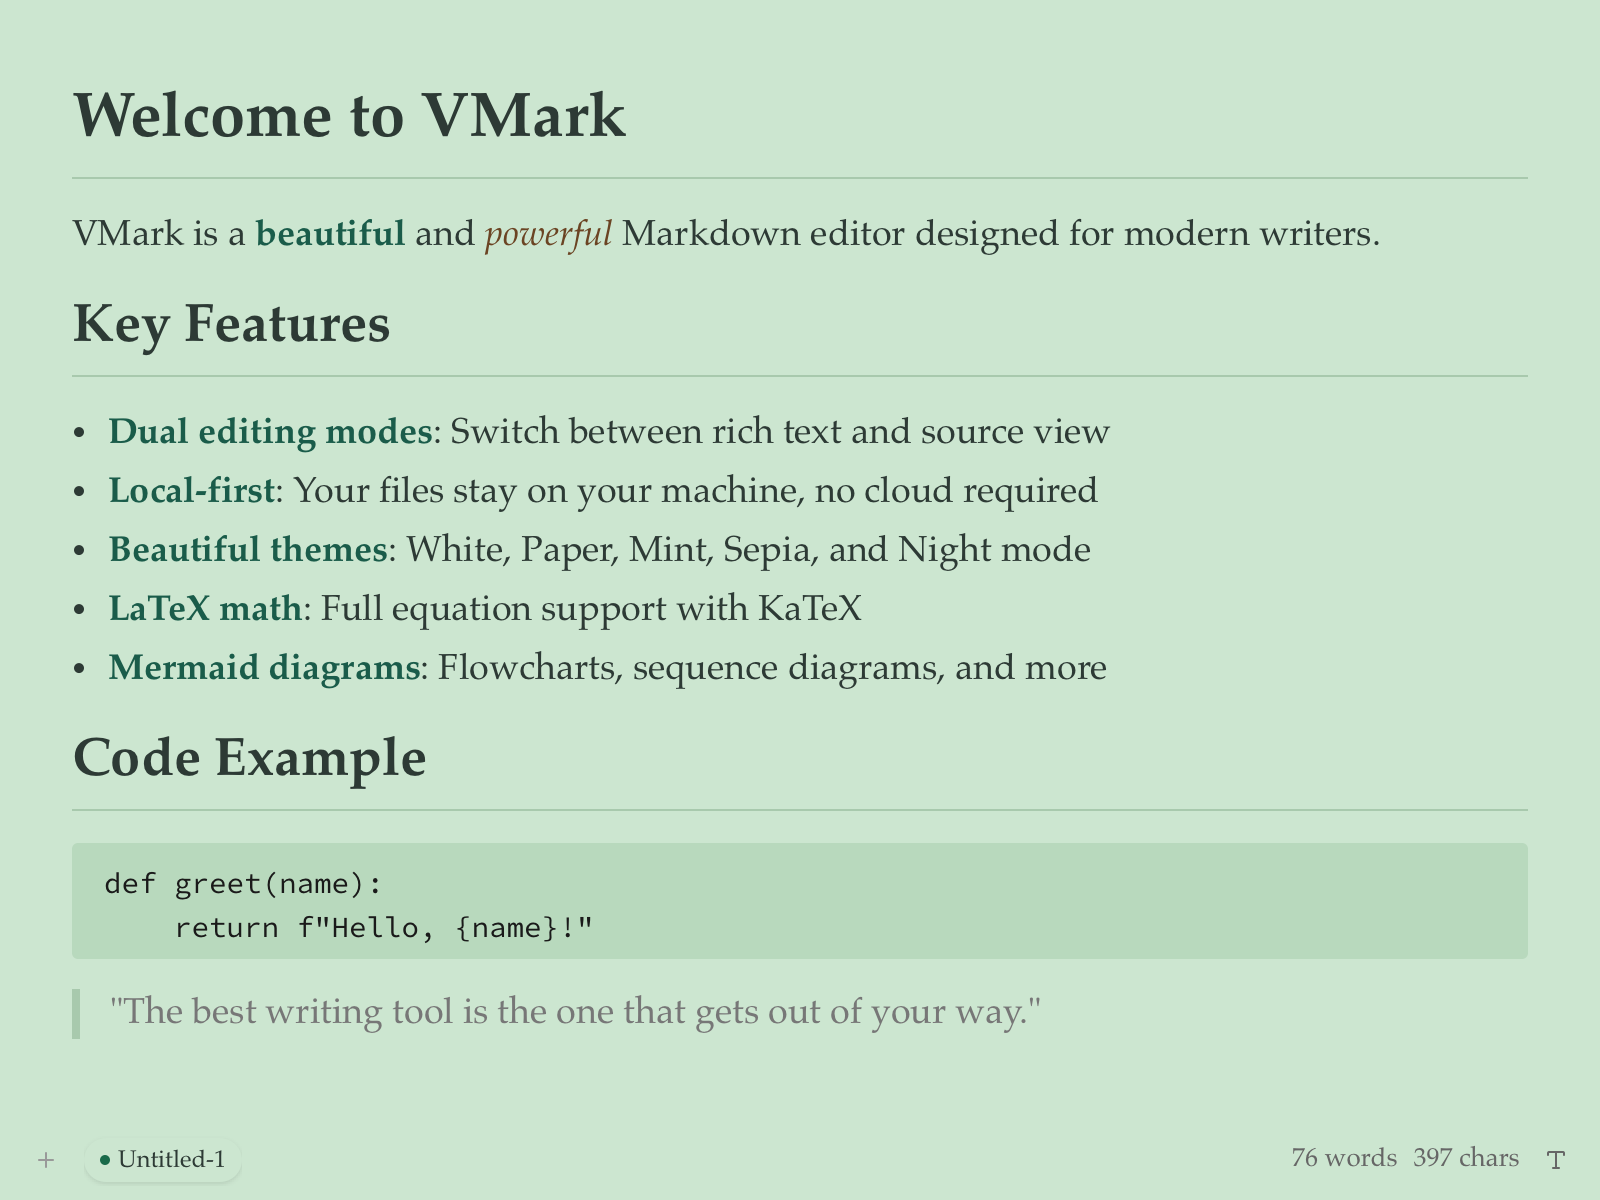 Welcome to VMark
VMark is a beautiful and powerful Markdown editor designed for modern writers.
Key Features
• Dual editing modes: Switch between rich text and source view
• Local-first: Your files stay on your machine, no cloud required
• Beautiful themes: White, Paper, Mint, Sepia, and Night mode
• LaTeX math: Full equation support with KaTeX
• Mermaid diagrams: Flowcharts, sequence diagrams, and more
Code Example
def greet(name):
    return f"Hello, {name}!"
"The best writing tool is the one that gets out of your way."
+ • Untitled-1 76 words 397 chars T